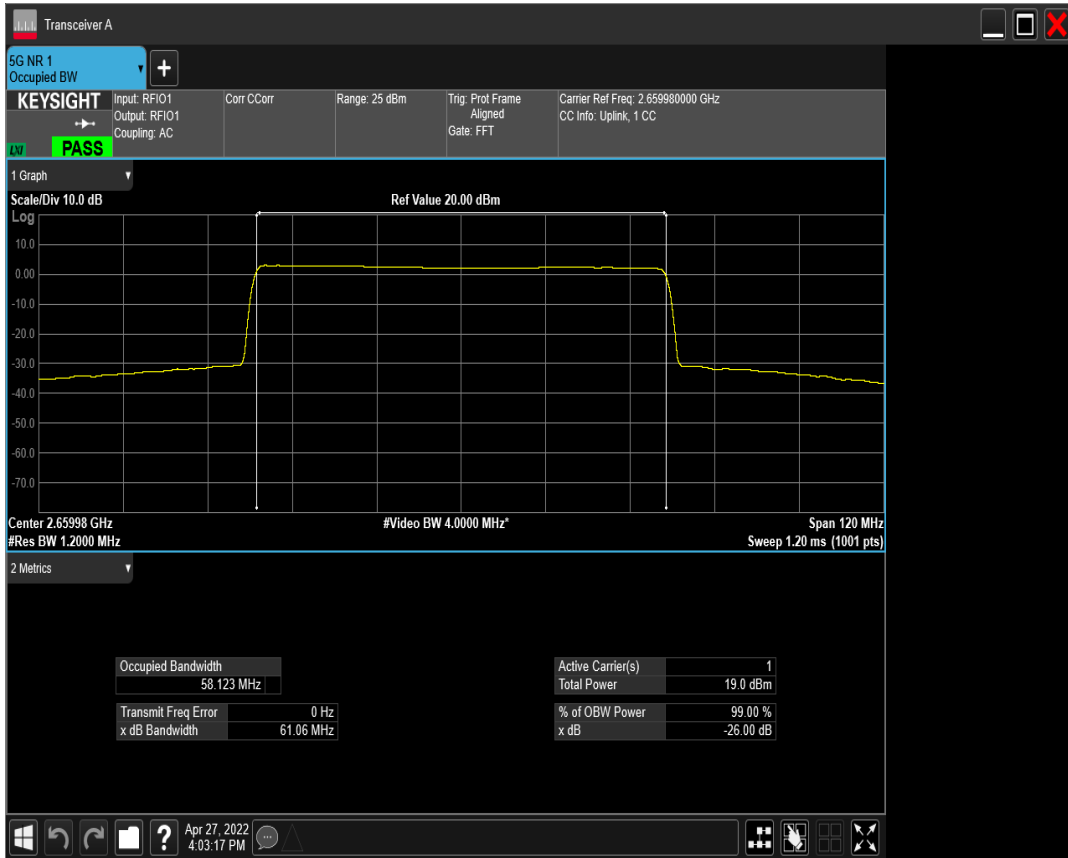 Transceiver A
5G NR 1
Occupied BW
KEYSIGHT
LXI
PASS
Input: RFIO1
Output: RFIO1
Coupling: AC
Corr CCorr
Range: 25 dBm
Trig: Prot Frame
Aligned
Gate: FFT
Carrier Ref Freq: 2.659980000 GHz
CC Info: Uplink, 1 CC
1 Graph
Scale/Div 10.0 dB
Ref Value 20.00 dBm
Log
10.0
0.00
-10.0
-20.0
-30.0
-40.0
-50.0
-60.0
-70.0
Center 2.65998 GHz
#Video BW 4.0000 MHz*
Span 120 MHz
#Res BW 1.2000 MHz
Sweep 1.20 ms (1001 pts)
2 Metrics
Occupied Bandwidth
58.123 MHz
Transmit Freq Error 0 Hz
x dB Bandwidth 61.06 MHz
Active Carrier(s) 1
Total Power 19.0 dBm
% of OBW Power 99.00 %
x dB -26.00 dB
Apr 27, 2022
4:03:17 PM